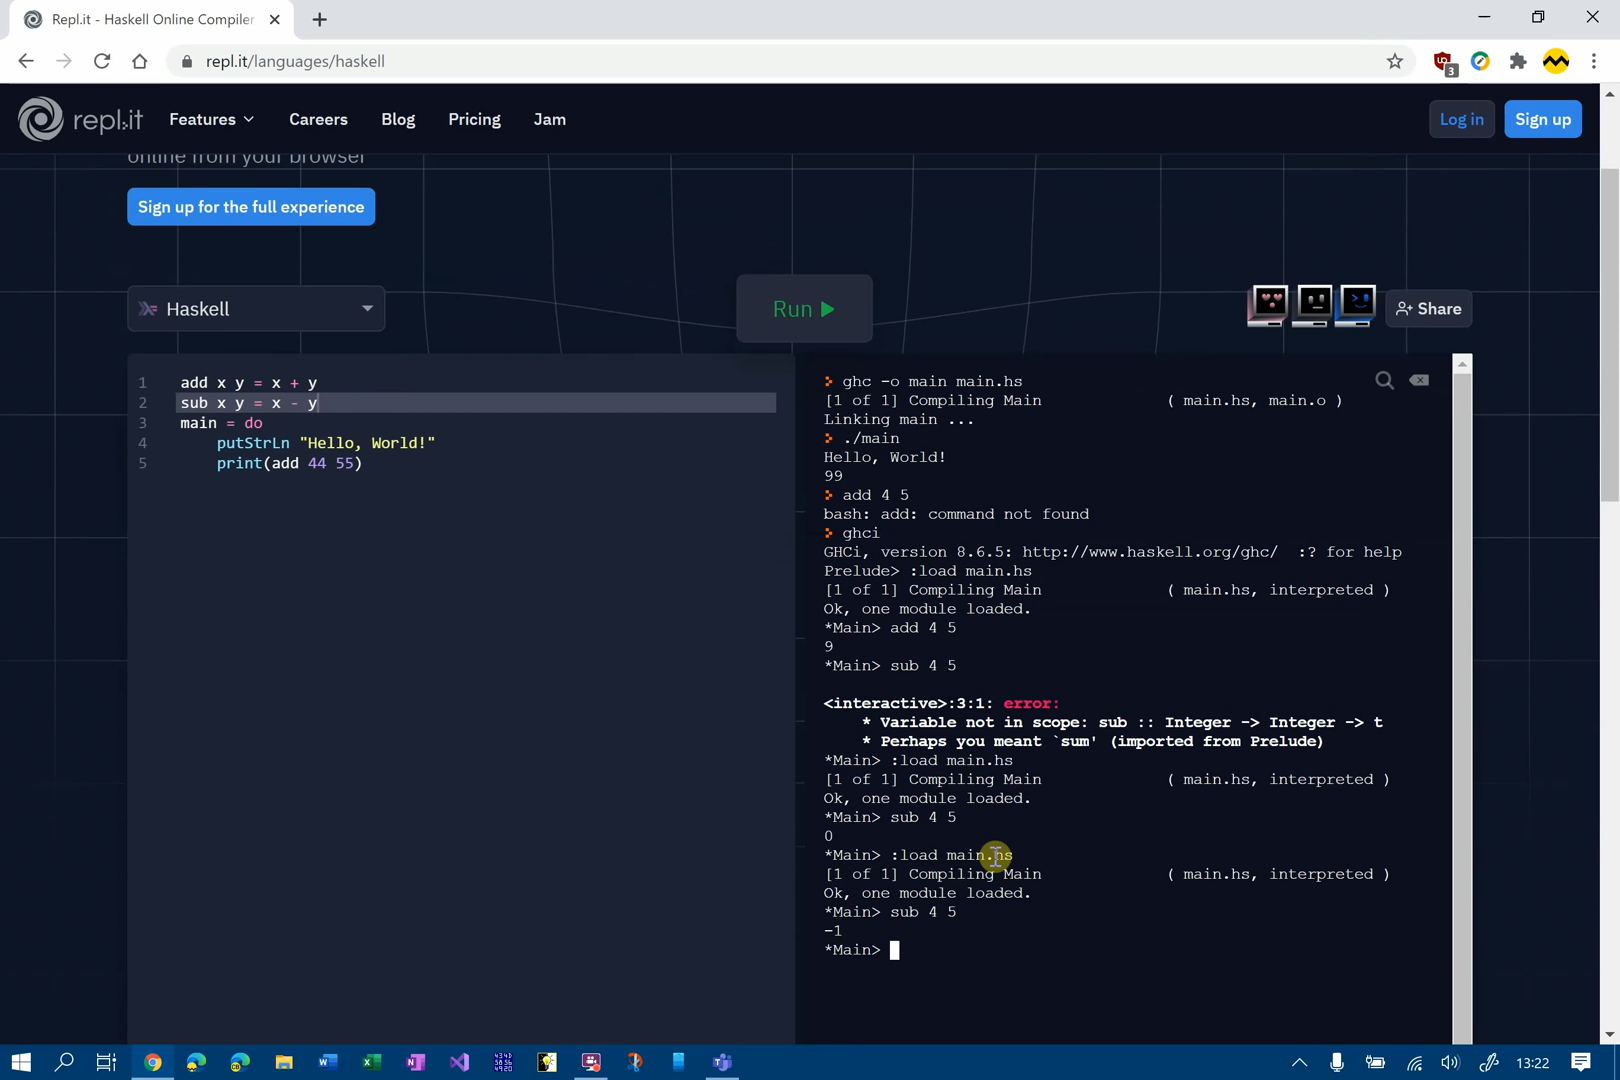 Repl.it - Haskell Online Compiler
repl.it/languages/haskell
3
repl.it
Features
Careers
Blog
Pricing
Jam
Log in
Sign up
online from your browser
Sign up for the full experience
Haskell
Run
Share
1 add x y = x + y
2 sub x y = x - y
3 main = do
4     putStrLn "Hello, World!"
5     print(add 44 55)
> ghc -o main main.hs
[1 of 1] Compiling Main             ( main.hs, main.o )
Linking main ...
> ./main
Hello, World!
99
> add 4 5
bash: add: command not found
> ghci
GHCi, version 8.6.5: http://www.haskell.org/ghc/  :? for help
Prelude> :load main.hs
[1 of 1] Compiling Main             ( main.hs, interpreted )
Ok, one module loaded.
*Main> add 4 5
9
*Main> sub 4 5
<interactive>:3:1: error:
    * Variable not in scope: sub :: Integer -> Integer -> t
    * Perhaps you meant `sum' (imported from Prelude)
*Main> :load main.hs
[1 of 1] Compiling Main             ( main.hs, interpreted )
Ok, one module loaded.
*Main> sub 4 5
0
*Main> :load main.hs
[1 of 1] Compiling Main             ( main.hs, interpreted )
Ok, one module loaded.
*Main> sub 4 5
-1
*Main>
13:22